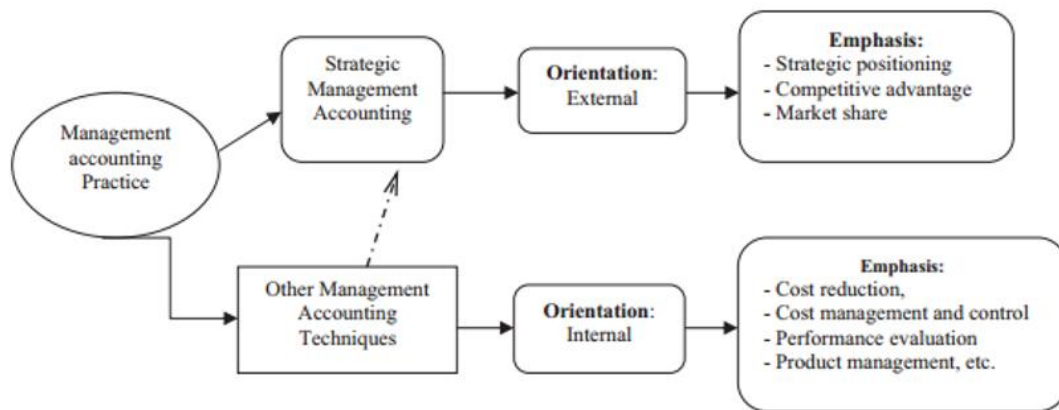 Management
accounting
Practice
Strategic
Management
Accounting
Orientation:
External
Emphasis:
- Strategic positioning
- Competitive advantage
- Market share
Other Management
Accounting
Techniques
Orientation:
Internal
Emphasis:
- Cost reduction,
- Cost management and control
- Performance evaluation
- Product management, etc.